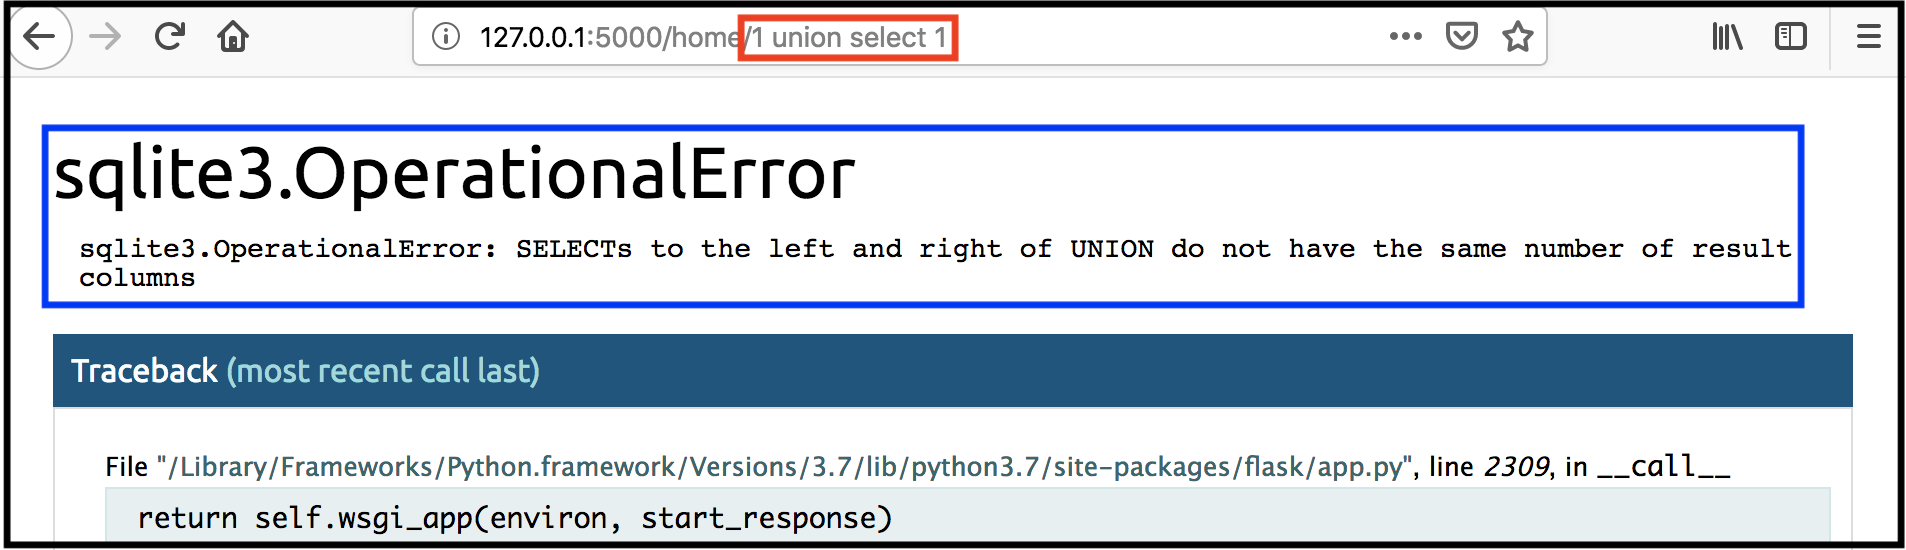 127.0.0.1:5000/home/1 union select 1
sqlite3.OperationalError
sqlite3.OperationalError: SELECTs to the left and right of UNION do not have the same number of result
columns
Traceback (most recent call last)
File "/Library/Frameworks/Python.framework/Versions/3.7/lib/python3.7/site-packages/flask/app.py", line 2309, in __call__
return self.wsgi_app(environ, start_response)